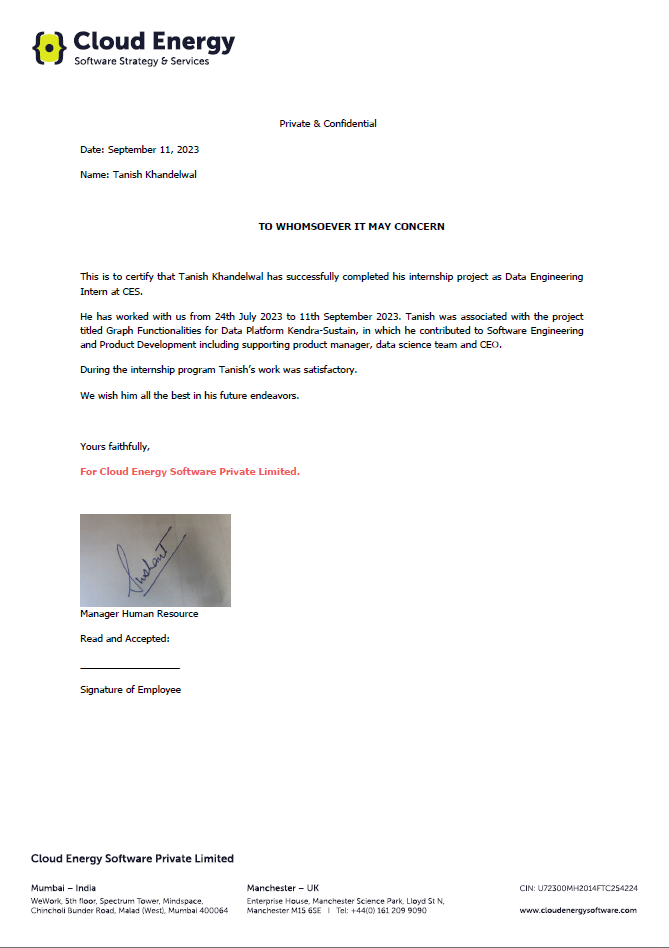 Cloud Energy
Software Strategy & Services
Private & Confidential
Date: September 11, 2023
Name: Tanish Khandelwal
TO WHOMSOEVER IT MAY CONCERN
This is to certify that Tanish Khandelwal has successfully completed his internship project as Data Engineering
Intern at CES.
He has worked with us from 24th July 2023 to 11th September 2023. Tanish was associated with the project
titled Graph Functionalities for Data Platform Kendra-Sustain, in which he contributed to Software Engineering
and Product Development including supporting product manager, data science team and CEO.
During the internship program Tanish's work was satisfactory.
We wish him all the best in his future endeavors.
Yours faithfully,
For Cloud Energy Software Private Limited.
Sushant
Manager Human Resource
Read and Accepted:
Signature of Employee
Cloud Energy Software Private Limited
Mumbai – India
WeWork, 5th floor, Spectrum Tower, Mindspace,
Chincholi Bunder Road, Malad (West), Mumbai 400064
Manchester – UK
Enterprise House, Manchester Science Park, Lloyd St N,
Manchester M15 6SE | Tel: +44(0) 161 209 9090
CIN: U72300MH2014FTC254224
www.cloudenergysoftware.com